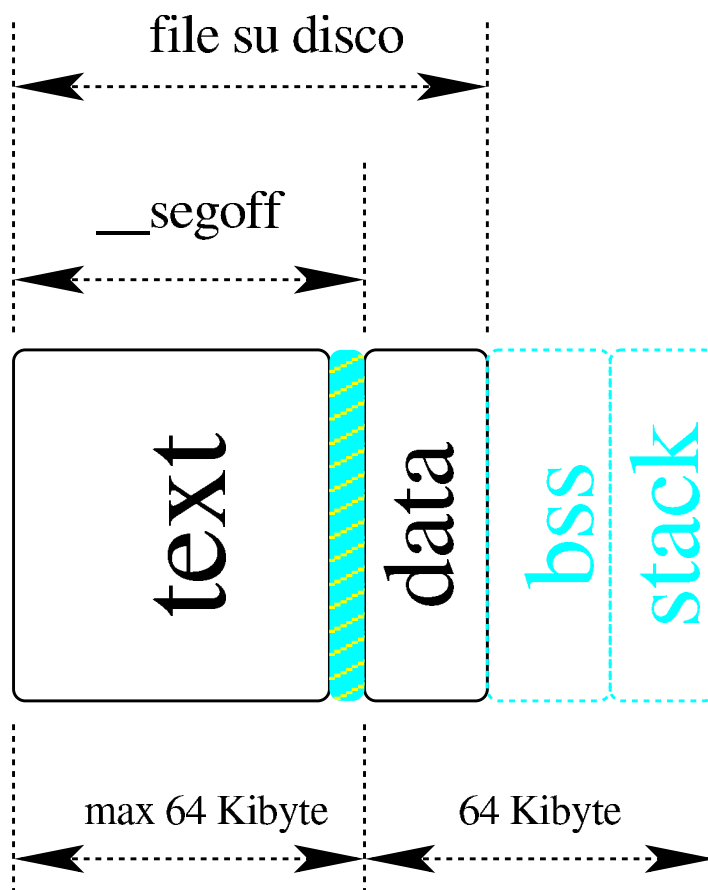 file su disco
__segoff
text
data
bss
stack
max 64 Kibyte
64 Kibyte